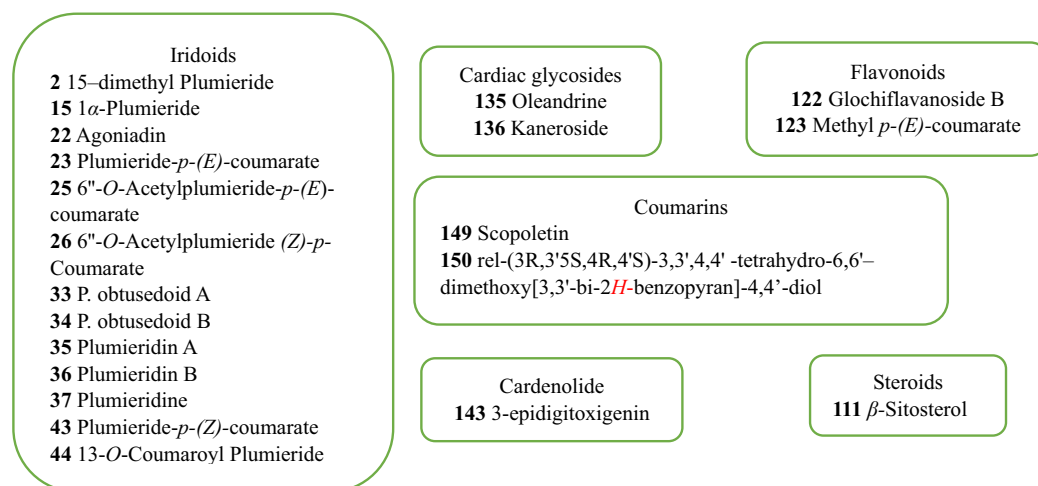 Iridoids
2 15–dimethyl Plumieride
15 1α-Plumieride
22 Agoniadin
23 Plumieride-p-(E)-coumarate
25 6"-O-Acetylplumieride-p-(E)-
coumarate
26 6"-O-Acetylplumieride (Z)-p-
Coumarate
33 P. obtusedoid A
34 P. obtusedoid B
35 Plumieridin A
36 Plumieridin B
37 Plumieridine
43 Plumieride-p-(Z)-coumarate
44 13-O-Coumaroyl Plumieride
Cardiac glycosides
135 Oleandrine
136 Kaneroside
Flavonoids
122 Glochiflavanoside B
123 Methyl p-(E)-coumarate
Coumarins
149 Scopoletin
150 rel-(3R,3'5S,4R,4'S)-3,3',4,4' -tetrahydro-6,6'–
dimethoxy[3,3'-bi-2H-benzopyran]-4,4’-diol
Cardenolide
143 3-epidigitoxigenin
Steroids
111 β-Sitosterol